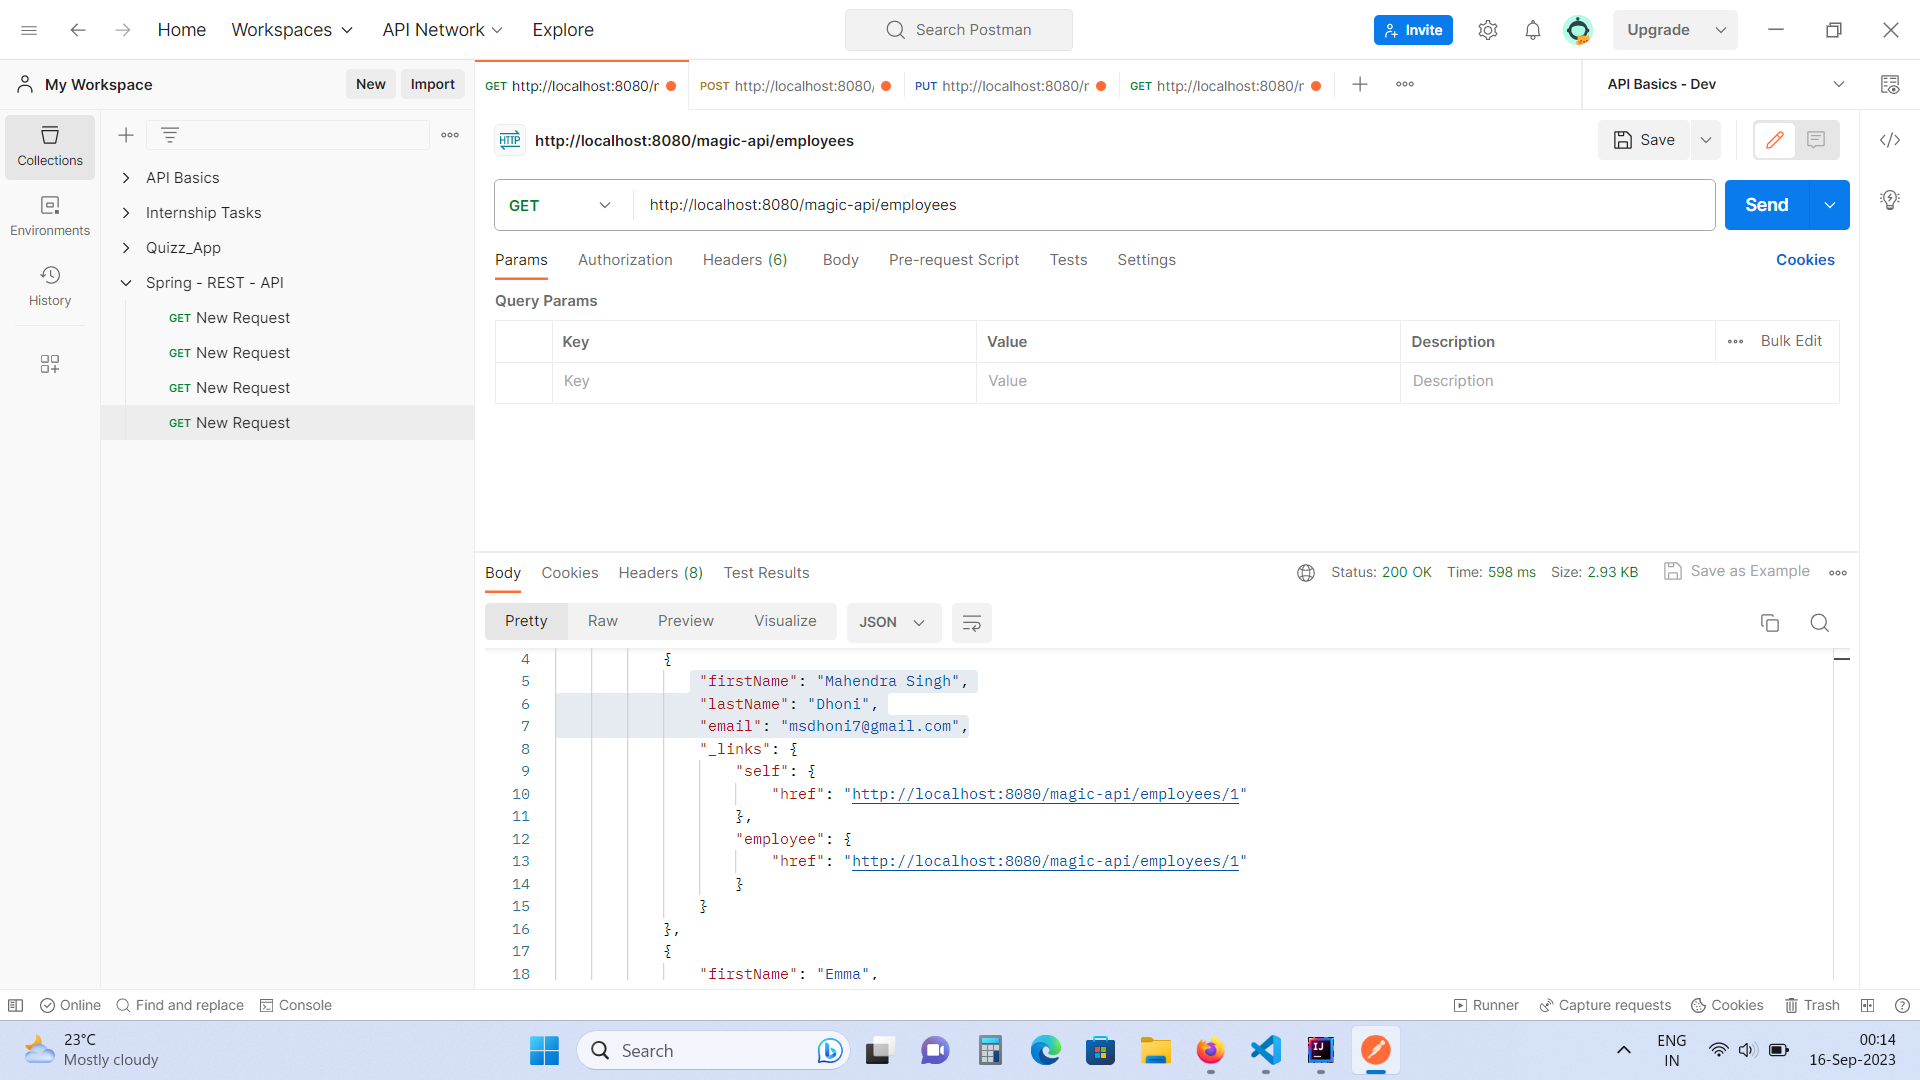 Home Workspaces API Network Explore Search Postman Invite Upgrade
My Workspace New Import GET http://localhost:8080/r POST http://localhost:8080/ PUT http://localhost:8080/r GET http://localhost:8080/r API Basics - Dev
HTTP http://localhost:8080/magic-api/employees Save
GET http://localhost:8080/magic-api/employees Send
Params Authorization Headers (6) Body Pre-request Script Tests Settings Cookies
Query Params
Key Value Description Bulk Edit
Key Value Description
Collections
Environments
History
API Basics
Internship Tasks
Quizz_App
Spring - REST - API
GET New Request
GET New Request
GET New Request
GET New Request
Body Cookies Headers (8) Test Results Status: 200 OK Time: 598 ms Size: 2.93 KB Save as Example
Pretty Raw Preview Visualize JSON
4 {
5 "firstName": "Mahendra Singh",
6 "lastName": "Dhoni",
7 "email": "msdhoni7@gmail.com",
8 "_links": {
9 "self": {
10 "href": "http://localhost:8080/magic-api/employees/1"
11 },
12 "employee": {
13 "href": "http://localhost:8080/magic-api/employees/1"
14 }
15 }
16 },
17 {
18 "firstName": "Emma",
Online Find and replace Console Runner Capture requests Cookies Trash
23°C
Mostly cloudy
Search
ENG
IN
00:14
16-Sep-2023